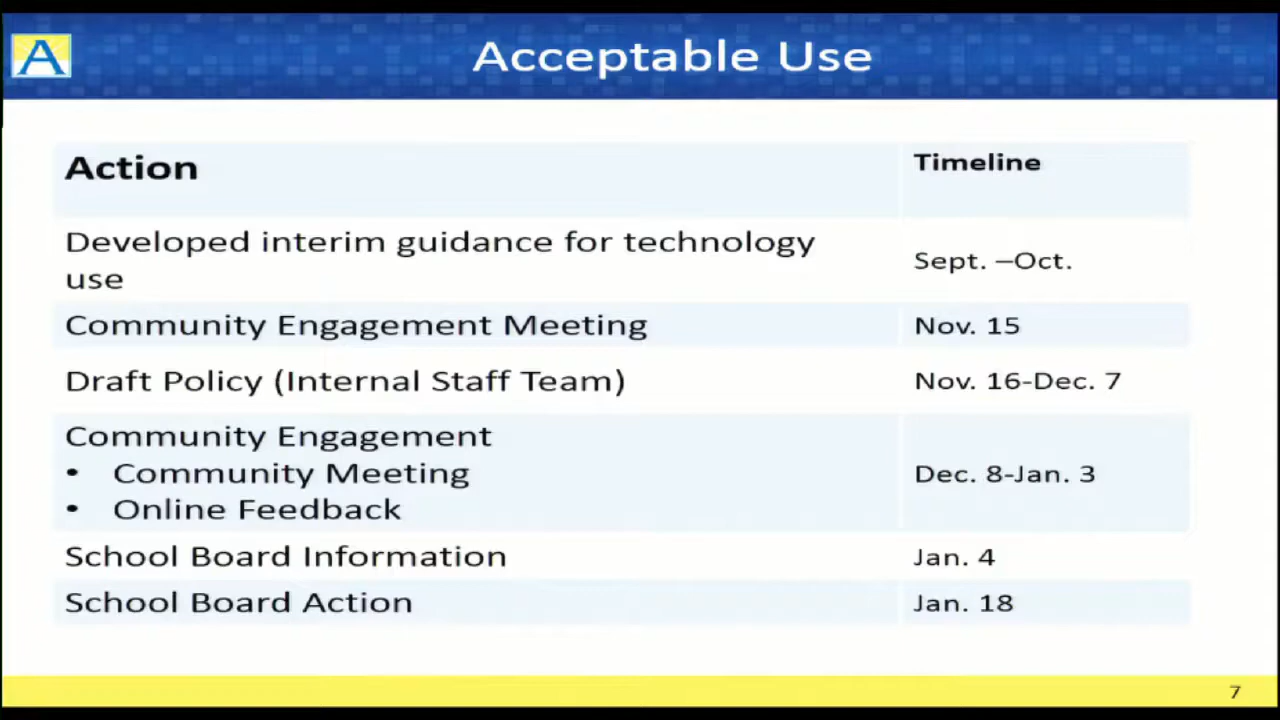 A
Acceptable Use
Action
Timeline
Developed interim guidance for technology
use
Sept. –Oct.
Community Engagement Meeting
Nov. 15
Draft Policy (Internal Staff Team)
Nov. 16-Dec. 7
Community Engagement
• Community Meeting
• Online Feedback
Dec. 8-Jan. 3
School Board Information
Jan. 4
School Board Action
Jan. 18
7